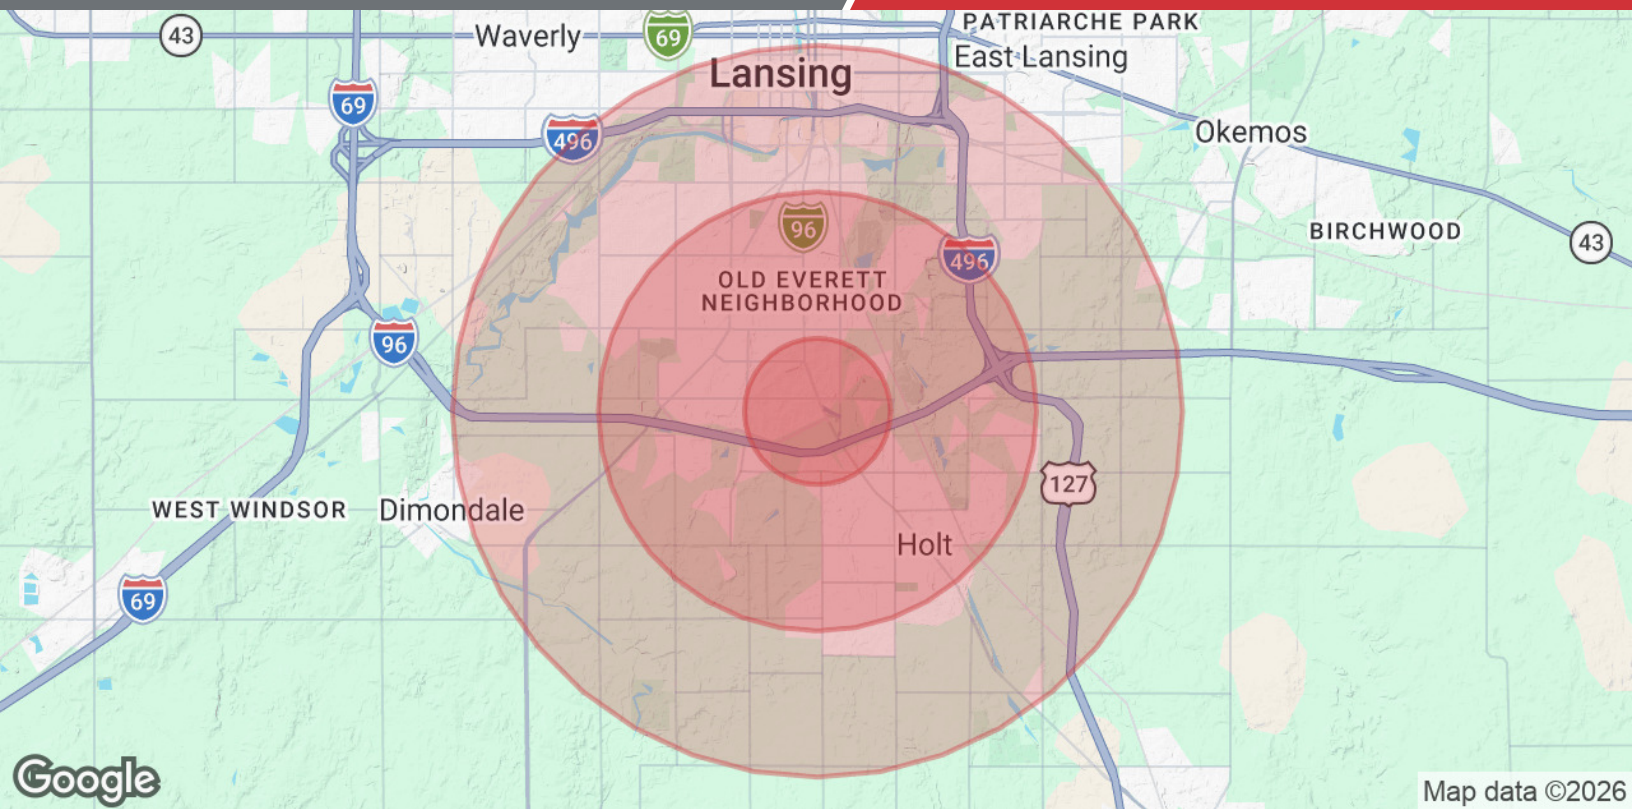 PATRIARCHE PARK
43
Waverly
69
East Lansing
Lansing
69
496
Okemos
96
BIRCHWOOD
43
496
OLD EVERETT
NEIGHBORHOOD
96
127
WEST WINDSOR
Dimondale
Holt
69
Google
Map data ©2026